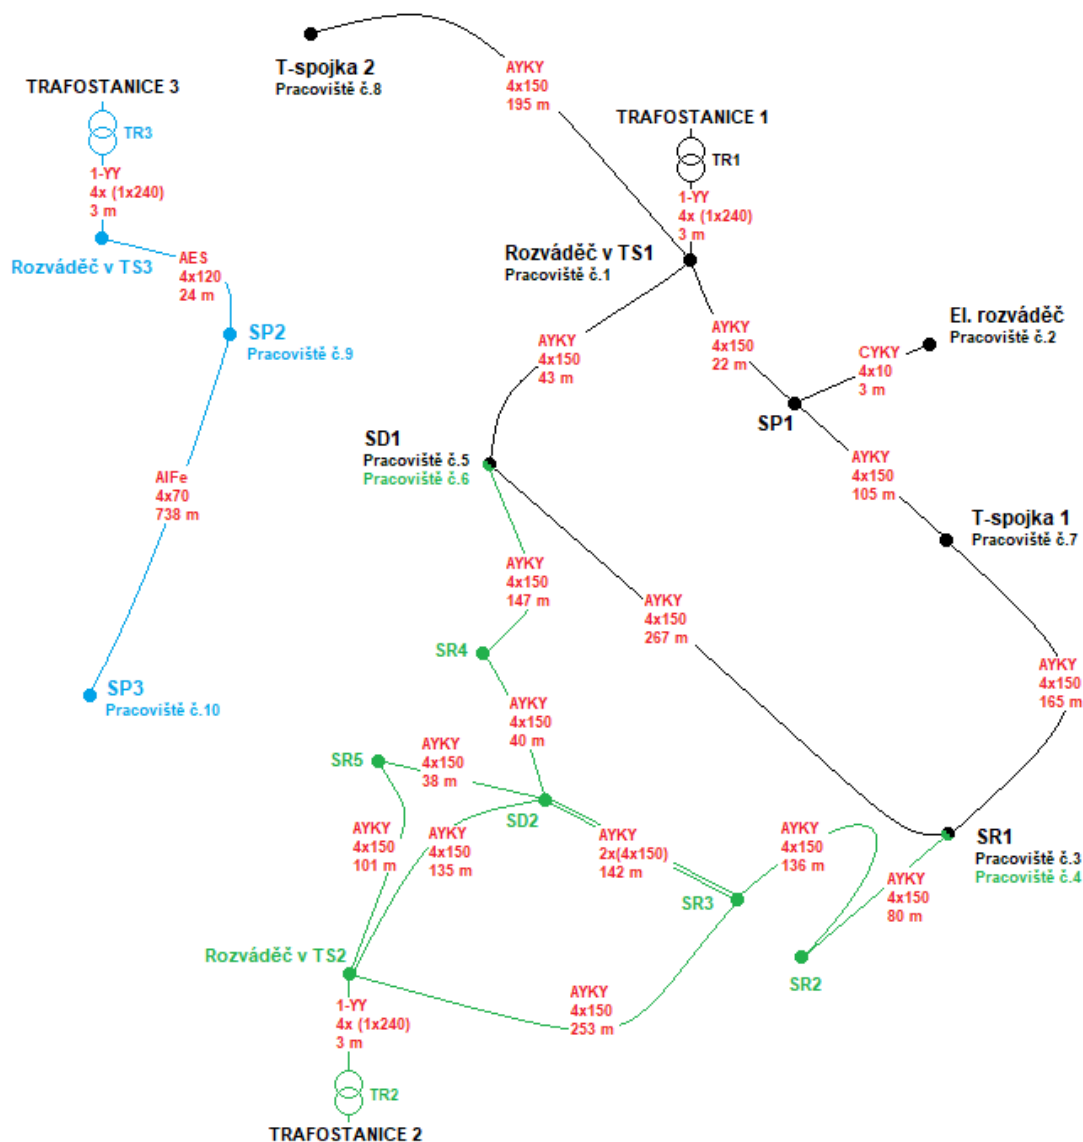 T-spojka 2
Pracoviště č.8
AYKY
4x150
195 m
TRAFOSTANICE 3
TR3
1-YY
4x (1x240)
3 m
Rozváděč v TS3
AES
4x120
24 m
SP2
Pracoviště č.9
AlFe
4x70
738 m
SP3
Pracoviště č.10
TRAFOSTANICE 1
TR1
1-YY
4x (1x240)
3 m
Rozváděč v TS1
Pracoviště č.1
AYKY
4x150
43 m
AYKY
4x150
22 m
El. rozváděč
Pracoviště č.2
CYKY
4x10
3 m
SP1
SD1
Pracoviště č.5
Pracoviště č.6
AYKY
4x150
105 m
T-spojka 1
Pracoviště č.7
AYKY
4x150
147 m
AYKY
4x150
267 m
SR4
AYKY
4x150
165 m
AYKY
4x150
40 m
SR5
AYKY
4x150
38 m
SD2
AYKY
4x150
101 m
AYKY
4x150
135 m
AYKY
2x(4x150)
142 m
AYKY
4x150
136 m
SR1
Pracoviště č.3
Pracoviště č.4
AYKY
4x150
80 m
SR3
SR2
Rozváděč v TS2
AYKY
4x150
253 m
1-YY
4x (1x240)
3 m
TR2
TRAFOSTANICE 2